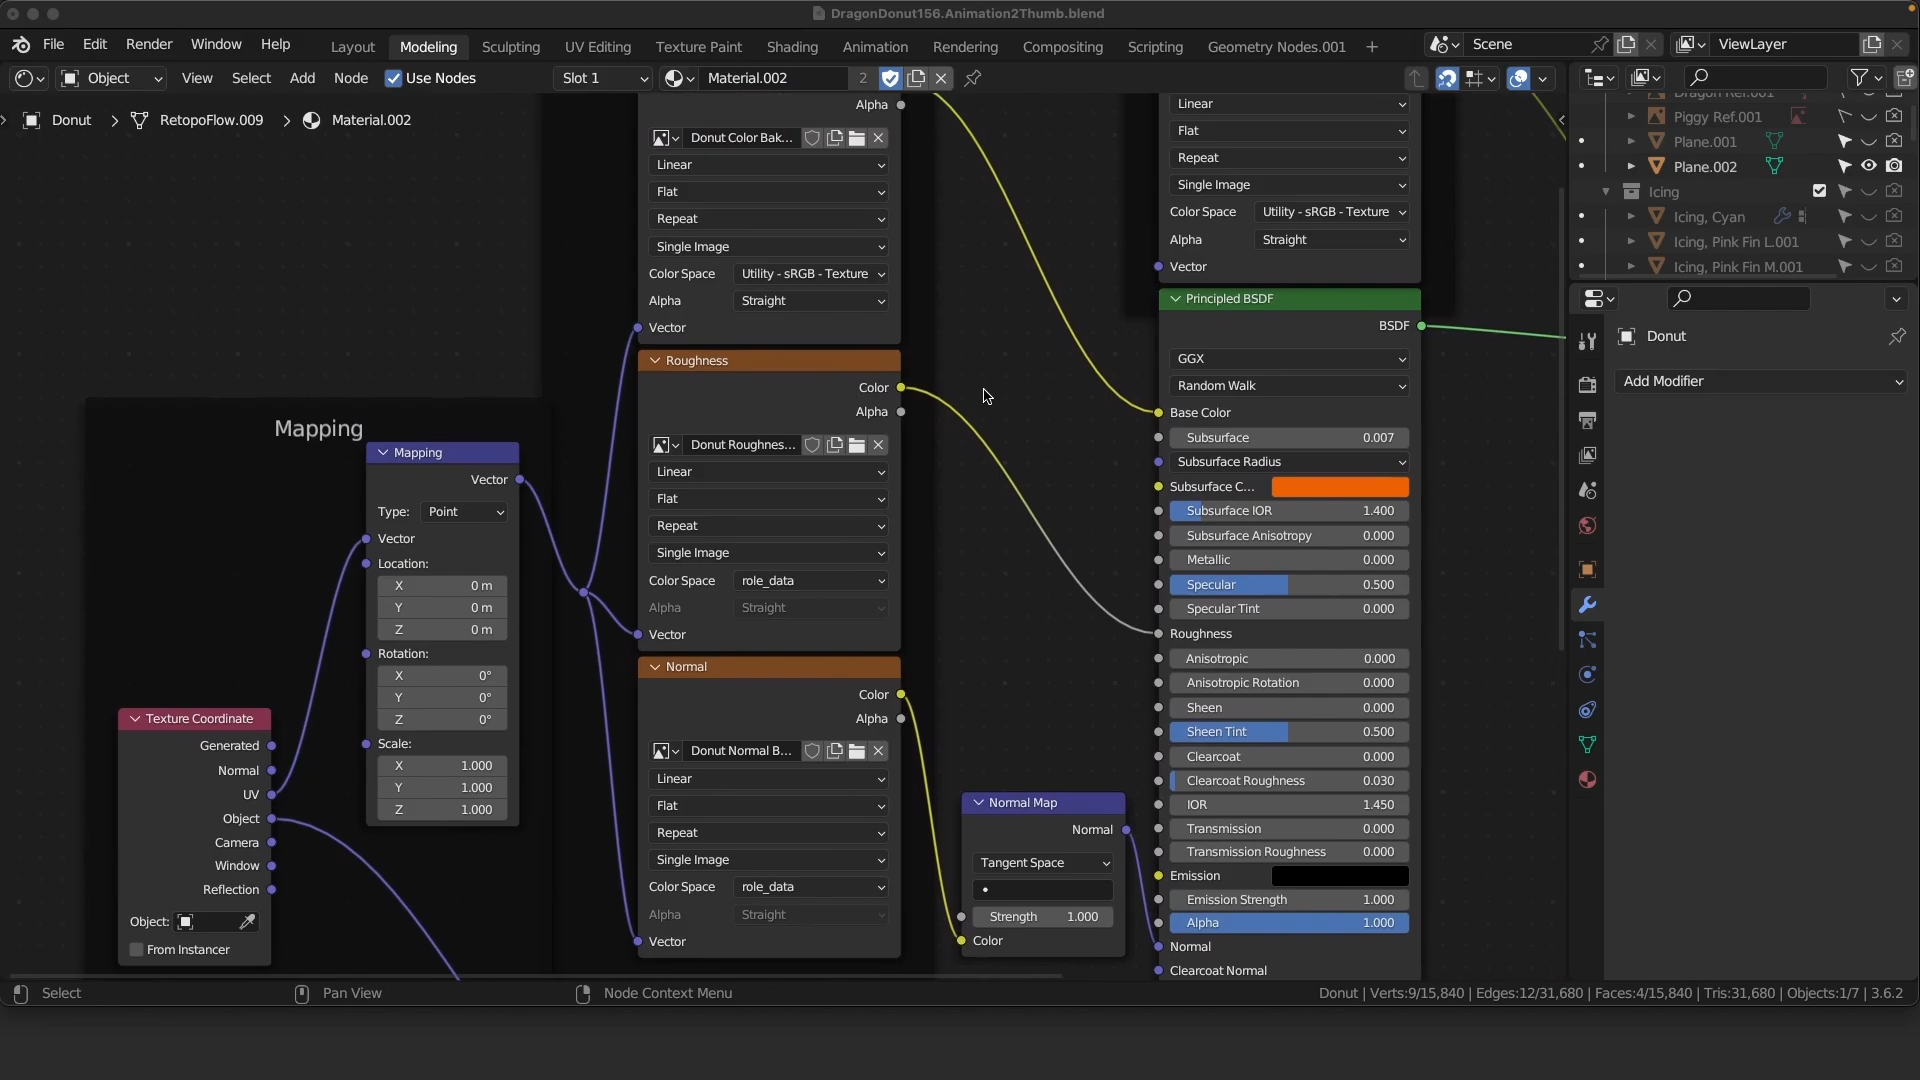 DragonDonut156.Animation2Thumb.blend
File Edit Render Window Help
Layout Modeling Sculpting UV Editing Texture Paint Shading Animation Rendering Compositing Scripting Geometry Nodes.001 +
Scene
ViewLayer
Object View Select Add Node Use Nodes Slot 1 Material.002 2
Donut > RetopoFlow.009 > Material.002
Alpha
Donut Color Bak...
Linear
Flat
Repeat
Single Image
Color Space Utility - sRGB - Texture
Alpha Straight
Vector
Roughness
Color
Alpha
Donut Roughnes...
Linear
Flat
Repeat
Single Image
Color Space role_data
Alpha Straight
Vector
Normal
Color
Alpha
Donut Normal B...
Linear
Flat
Repeat
Single Image
Color Space role_data
Alpha Straight
Vector
Mapping
Mapping
Vector
Type: Point
Vector
Location:
X 0 m
Y 0 m
Z 0 m
Rotation:
X 0°
Y 0°
Z 0°
Scale:
X 1.000
Y 1.000
Z 1.000
Texture Coordinate
Generated
Normal
UV
Object
Camera
Window
Reflection
Object:
From Instancer
Normal Map
Normal
Tangent Space
Strength 1.000
Color
Linear
Flat
Repeat
Single Image
Color Space Utility - sRGB - Texture
Alpha Straight
Vector
Principled BSDF
BSDF
GGX
Random Walk
Base Color
Subsurface 0.007
Subsurface Radius
Subsurface C...
Subsurface IOR 1.400
Subsurface Anisotropy 0.000
Metallic 0.000
Specular 0.500
Specular Tint 0.000
Roughness
Anisotropic 0.000
Anisotropic Rotation 0.000
Sheen 0.000
Sheen Tint 0.500
Clearcoat 0.000
Clearcoat Roughness 0.030
IOR 1.450
Transmission 0.000
Transmission Roughness 0.000
Emission
Emission Strength 1.000
Alpha 1.000
Normal
Clearcoat Normal
Dragon Ref.001
Piggy Ref.001
Plane.001
Plane.002
Icing
Icing, Cyan
Icing, Pink Fin L.001
Icing, Pink Fin M.001
Donut
Add Modifier
Select Pan View Node Context Menu
Donut | Verts:9/15,840 | Edges:12/31,680 | Faces:4/15,840 | Tris:31,680 | Objects:1/7 | 3.6.2